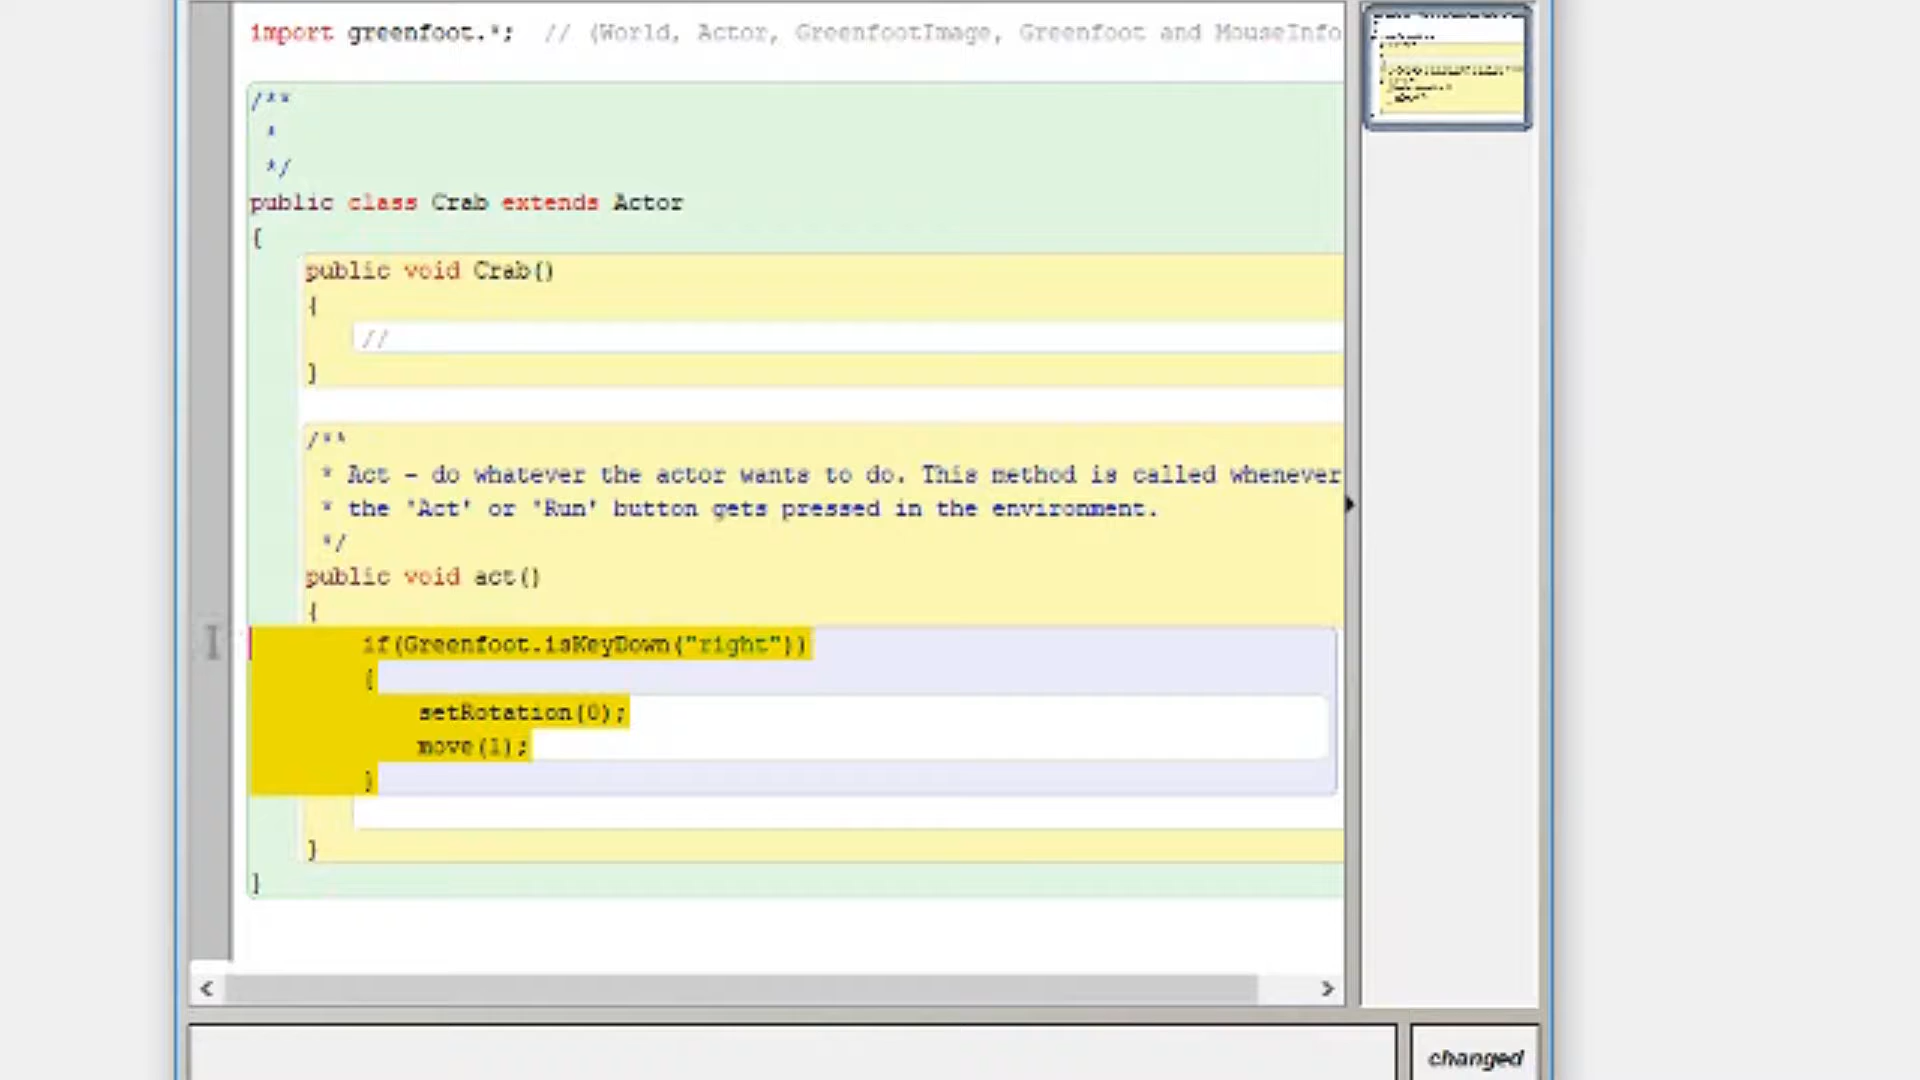 import greenfoot.*;  // (World, Actor, GreenfootImage, Greenfoot and MouseInfo
/**
 *
 */
public class Crab extends Actor
{
    public void Crab()
    {
        //
    }
    /**
     * Act - do whatever the actor wants to do. This method is called whenever
     * the 'Act' or 'Run' button gets pressed in the environment.
     */
    public void act()
    {
        if(Greenfoot.isKeyDown("right"))
        {
            setRotation(0);
            move(1);
        }
    }
}
changed